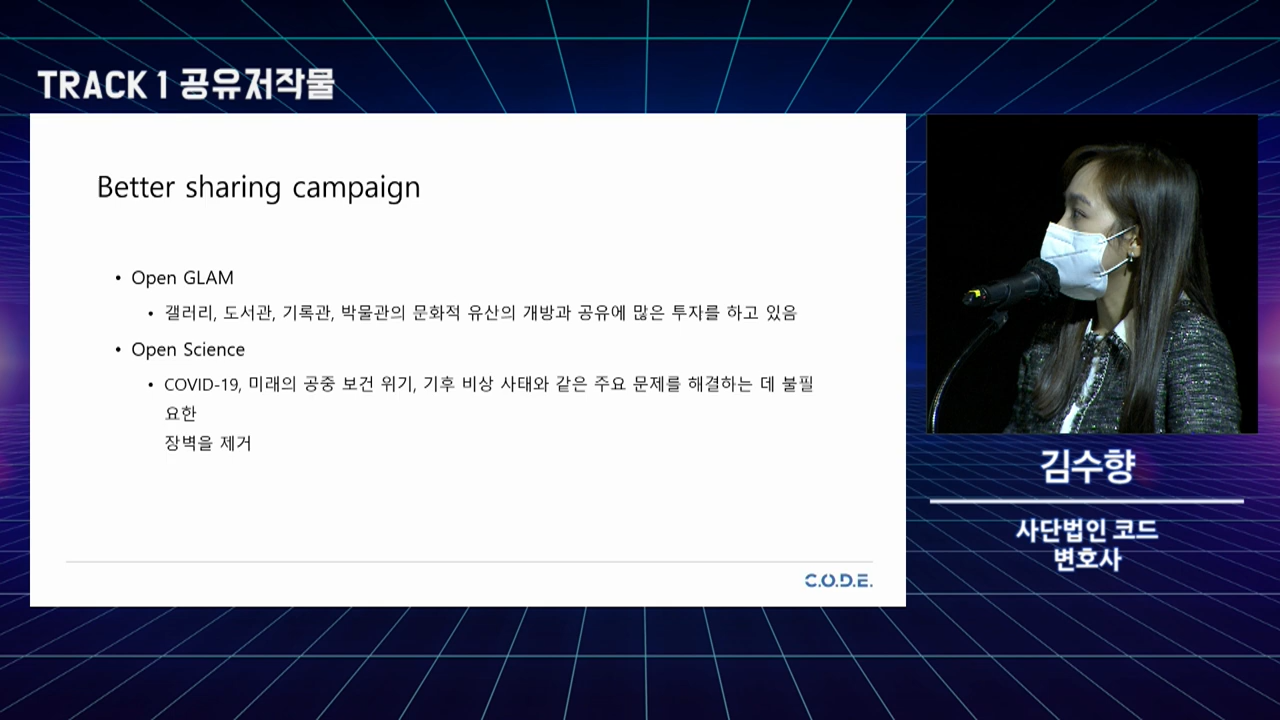 TRACK 1 공유저작물
Better sharing campaign
• Open GLAM
• 갤러리, 도서관, 기록관, 박물관의 문화적 유산의 개방과 공유에 많은 투자를 하고 있음
• Open Science
• COVID-19, 미래의 공중 보건 위기, 기후 비상 사태와 같은 주요 문제를 해결하는 데 불필
요한
장벽을 제거
C.O.D.E.
김수향
사단법인 코드
변호사